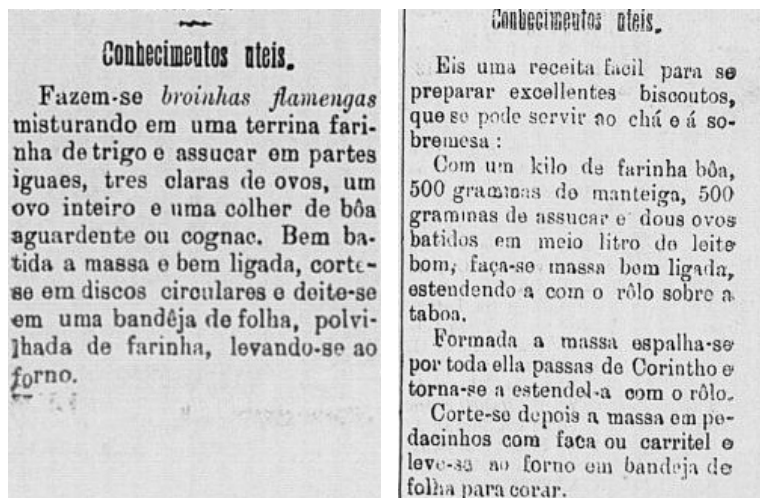 Conhecimentos uteis.
Fazem-se broinhas flamengas
misturando em uma terrina fari-
nha de trigo e assucar em partes
iguaes, tres claras de ovos, um
ovo inteiro e uma colher de bôa
aguardente ou cognac. Bem ba-
tida a massa e bem ligada, corte-
se em discos circulares e deite-se
em uma bandêja de folha, polvi-
lhada de farinha, levando-se ao
forno.
Conhecimentos uteis.
Eis uma receita facil para se
preparar excellentes biscoutos,
que se pode servir ao chá e á so-
bremesa:
Com um kilo de farinha bôa,
500 grammas de manteiga, 500
grammas de assucar e dous ovos
batidos em meio litro de leite
bom, faça-se massa bem ligada,
estendendo a com o rôlo sobre a
taboa.
Formada a massa espalha-se
por toda ella passas de Corintho e
torna-se a estendel-a com o rôlo.
Corte-se depois a massa em pe-
dacinhos com faca ou carritel e
leve-se ao forno em bandeja de
folha para corar.